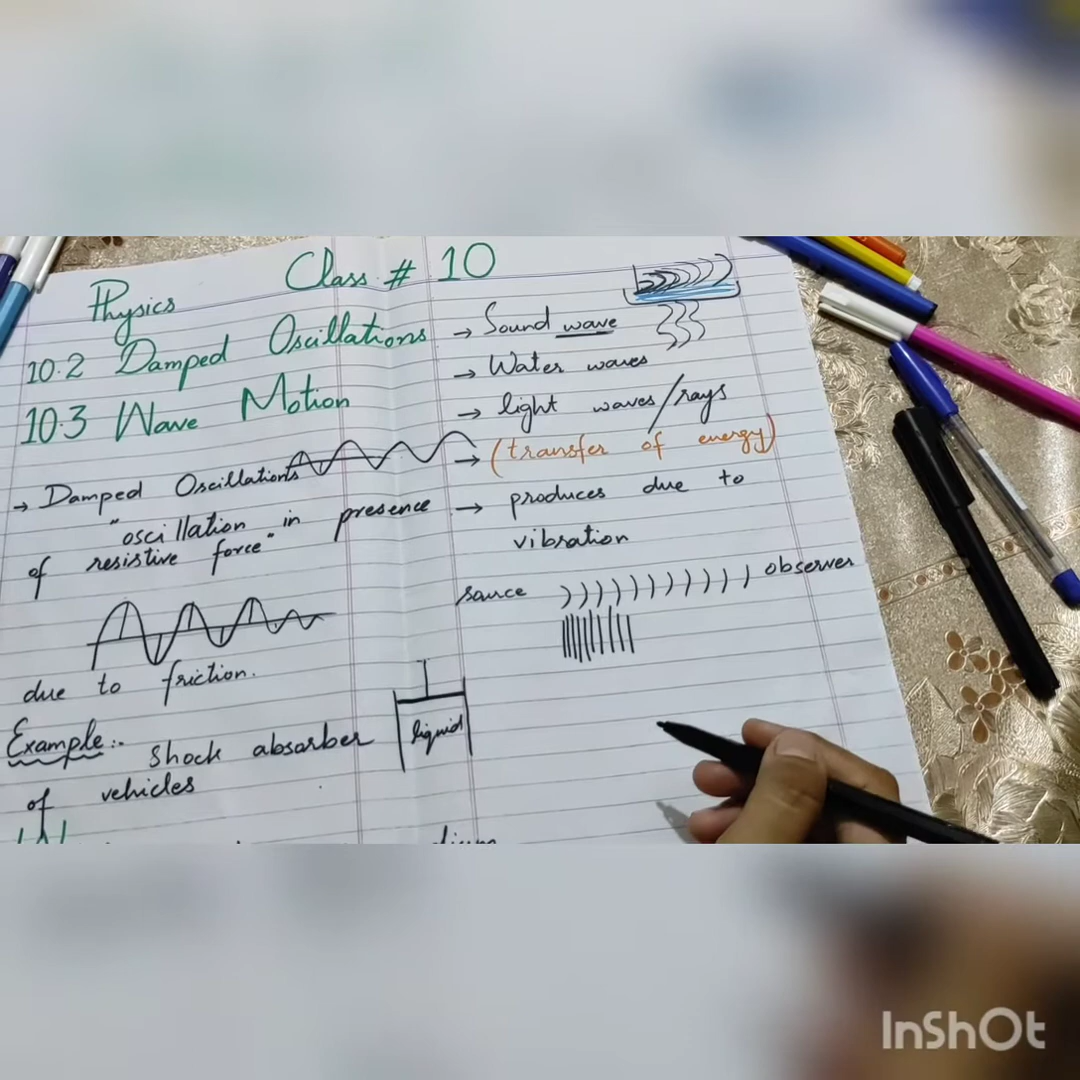 Class # 10
Physics
10.2 Damped Oscillations
10.3 Wave Motion
→ Damped Oscillations
"oscillation in presence
of resistive force"
due to friction.
Example:- Shock absarber
of vehicles
liquid
→ Sound wave
→ Water waves
→ light waves/rays
→ (transfer of energy)
→ produces due to
vibration
source
observer
InShOt